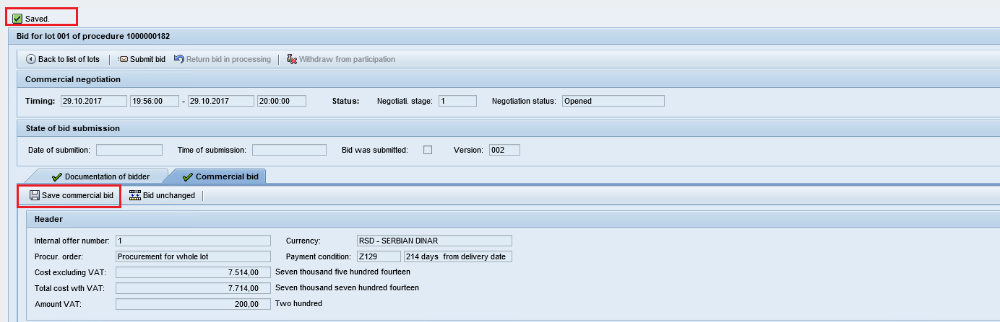 Saved.
Bid for lot 001 of procedure 1000000182
Back to list of lots Submit bid Return bid in processing Withdraw from participation
Commercial negotiation
Timing: 29.10.2017 19:56:00 - 29.10.2017 20:00:00 Status: Negotiati. stage: 1 Negotiation status: Opened
State of bid submission
Date of submition: Time of submission: Bid was submitted: Version: 002
Documentation of bidder Commercial bid
Save commercial bid Bid unchanged
Header
Internal offer number: 1 Currency: RSD - SERBIAN DINAR
Procur. order: Procurement for whole lot Payment condition: Z129 214 days from delivery date
Cost excluding VAT: 7.514,00 Seven thousand five hundred fourteen
Total cost wth VAT: 7.714,00 Seven thousand seven hundred fourteen
Amount VAT: 200,00 Two hundred